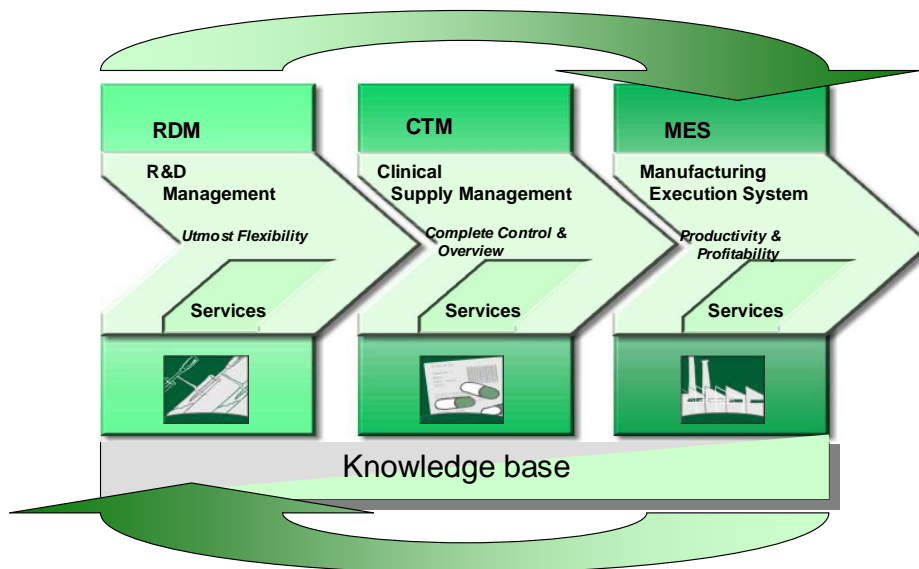 RDM
R&D
Management
Utmost Flexibility
Services
CTM
Clinical
Supply Management
Complete Control &
Overview
Services
MES
Manufacturing
Execution System
Productivity &
Profitability
Services
Knowledge base